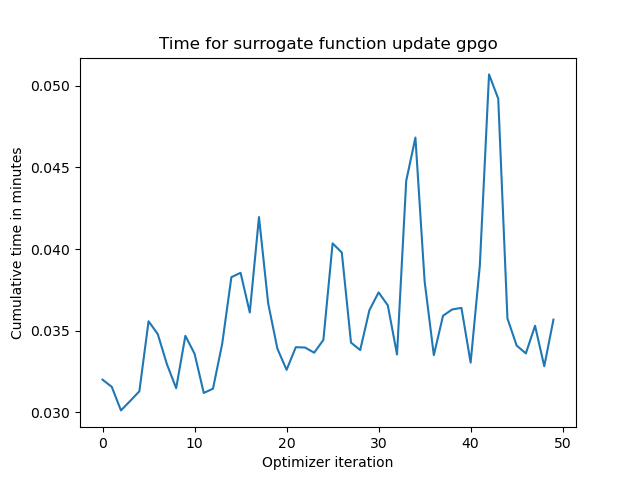 Time for surrogate function update gpgo
0.050
0.045
0.040
0.035
0.030
Cumulative time in minutes
0 10 20 30 40 50
Optimizer iteration